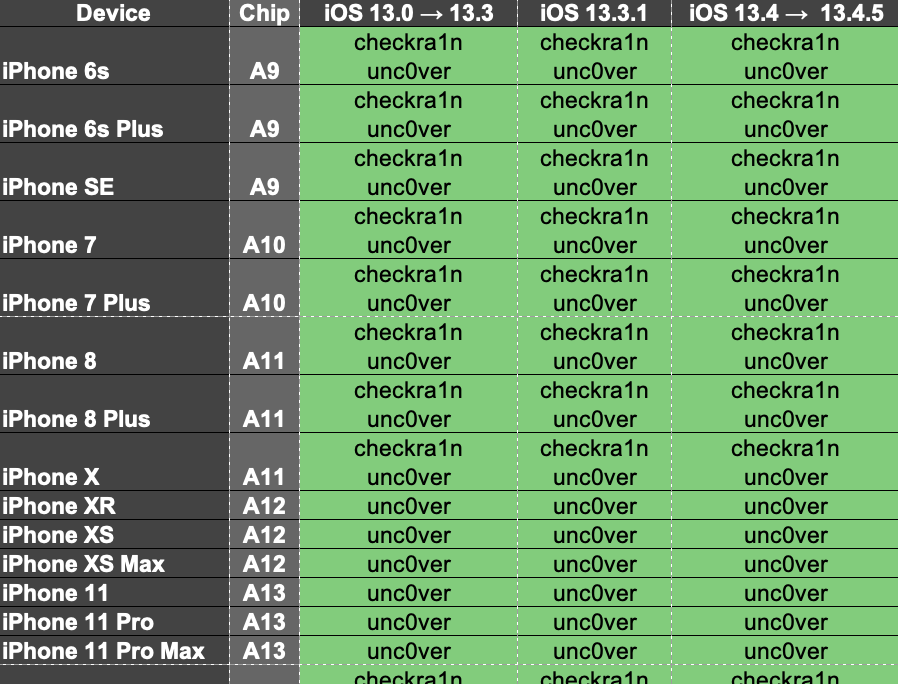 Device Chip iOS 13.0 → 13.3 iOS 13.3.1 iOS 13.4 → 13.4.5
checkra1n checkra1n checkra1n
iPhone 6s A9 unc0ver unc0ver unc0ver
checkra1n checkra1n checkra1n
iPhone 6s Plus A9 unc0ver unc0ver unc0ver
checkra1n checkra1n checkra1n
iPhone SE A9 unc0ver unc0ver unc0ver
checkra1n checkra1n checkra1n
iPhone 7 A10 unc0ver unc0ver unc0ver
checkra1n checkra1n checkra1n
iPhone 7 Plus A10 unc0ver unc0ver unc0ver
checkra1n checkra1n checkra1n
iPhone 8 A11 unc0ver unc0ver unc0ver
checkra1n checkra1n checkra1n
iPhone 8 Plus A11 unc0ver unc0ver unc0ver
checkra1n checkra1n checkra1n
iPhone X A11 unc0ver unc0ver unc0ver
iPhone XR A12 unc0ver unc0ver unc0ver
iPhone XS A12 unc0ver unc0ver unc0ver
iPhone XS Max A12 unc0ver unc0ver unc0ver
iPhone 11 A13 unc0ver unc0ver unc0ver
iPhone 11 Pro A13 unc0ver unc0ver unc0ver
iPhone 11 Pro Max A13 unc0ver unc0ver unc0ver
checkra1n checkra1n checkra1n